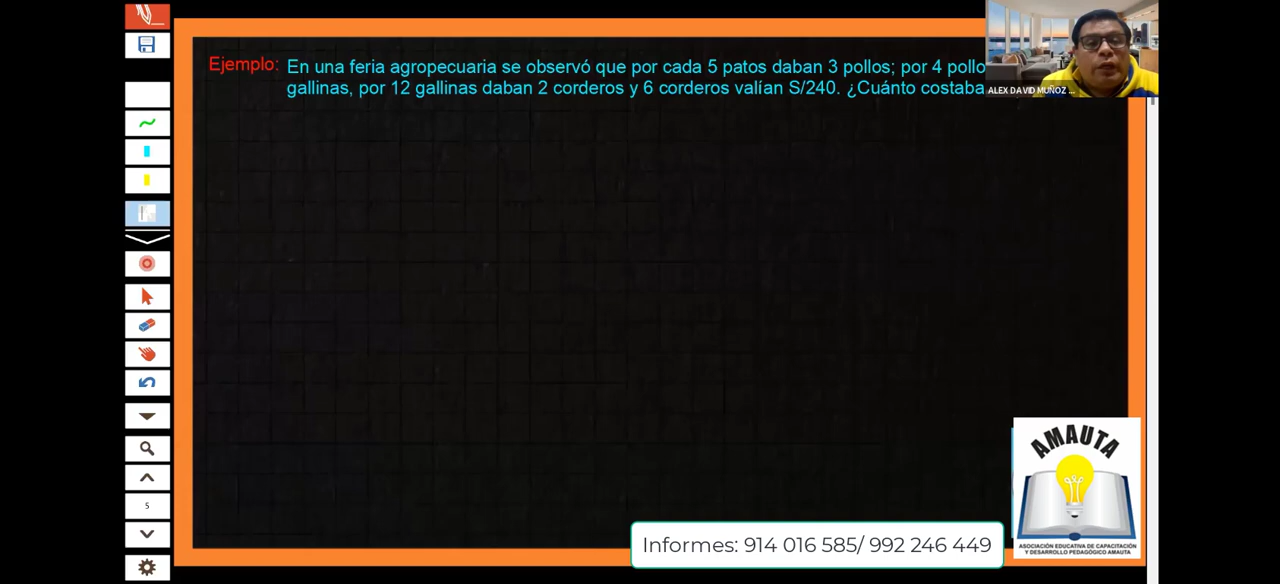 Ejemplo: En una feria agropecuaria se observó que por cada 5 patos daban 3 pollos; por 4 pollo
gallinas, por 12 gallinas daban 2 corderos y 6 corderos valían S/240. ¿Cuánto costaba
ALEX DAVID MUÑOZ ...
5
AMAUTA
ASOCIACIÓN EDUCATIVA DE CAPACITACIÓN
Y DESARROLLO PEDAGÓGICO AMAUTA
Informes: 914 016 585/ 992 246 449